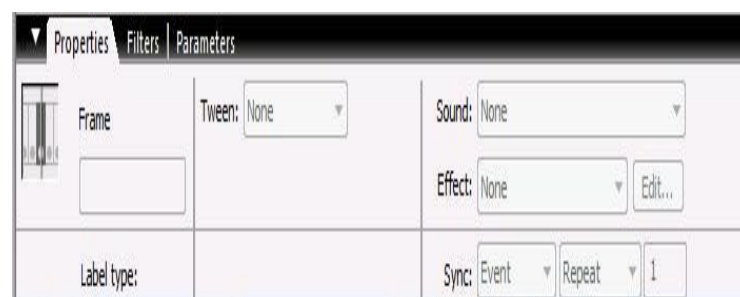 Properties Filters | Parameters
Frame Tween: None Sound: None
Effect: None Edit...
Label type: Sync: Event Repeat 1